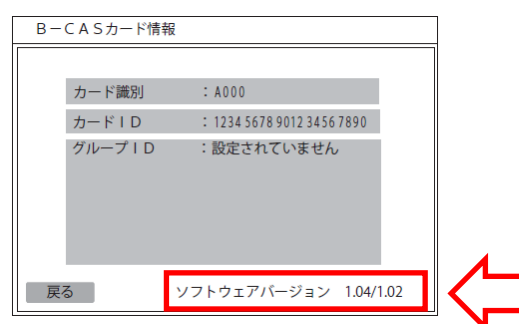 B－CASカード情報
カード識別 ：A000
カードID ：1234 5678 9012 3456 7890
グループID ：設定されていません
戻る ソフトウェアバージョン 1.04/1.02